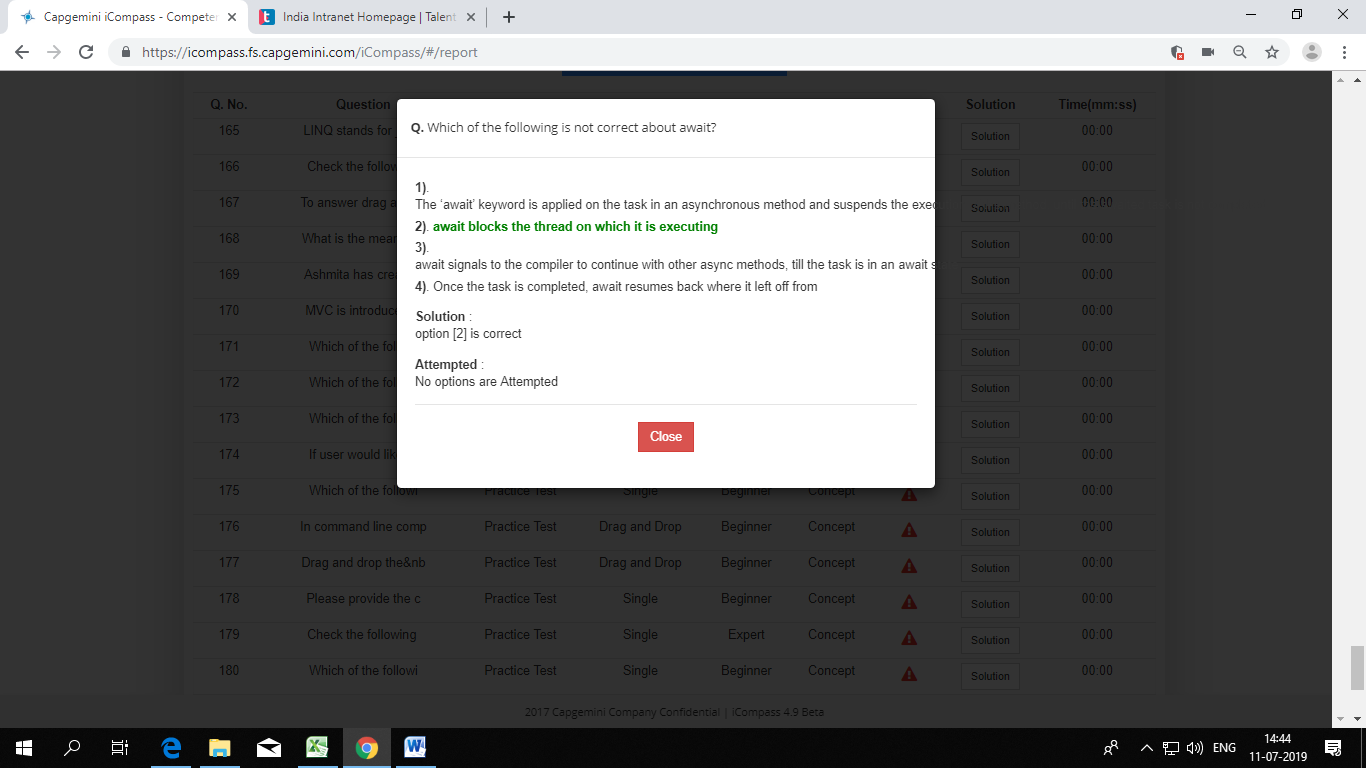 Capgemini iCompass - Competen
India Intranet Homepage | Talent
https://icompass.fs.capgemini.com/iCompass/#/report
Q. No. Question Solution Time(mm:ss)
165 LINQ stands for Solution 00:00
166 Check the follow Solution 00:00
167 To answer drag a Solution 00:00
168 What is the mean Solution 00:00
169 Ashmita has crea Solution 00:00
170 MVC is introduc Solution 00:00
171 Which of the fol Solution 00:00
172 Which of the fol Solution 00:00
173 Which of the fol Solution 00:00
174 If user would lik Solution 00:00
175 Which of the followi Practice Test Single Beginner Concept Solution 00:00
176 In command line comp Practice Test Drag and Drop Beginner Concept Solution 00:00
177 Drag and drop the&nb Practice Test Drag and Drop Beginner Concept Solution 00:00
178 Please provide the c Practice Test Single Beginner Concept Solution 00:00
179 Check the following Practice Test Single Expert Concept Solution 00:00
180 Which of the followi Practice Test Single Beginner Concept Solution 00:00
Q. Which of the following is not correct about await?
1).
The ‘await’ keyword is applied on the task in an asynchronous method and suspends the exec
2). await blocks the thread on which it is executing
3).
await signals to the compiler to continue with other async methods, till the task is in an await s
4). Once the task is completed, await resumes back where it left off from
Solution :
option [2] is correct
Attempted :
No options are Attempted
Close
2017 Capgemini Company Confidential | iCompass 4.9 Beta
ENG
14:44
11-07-2019